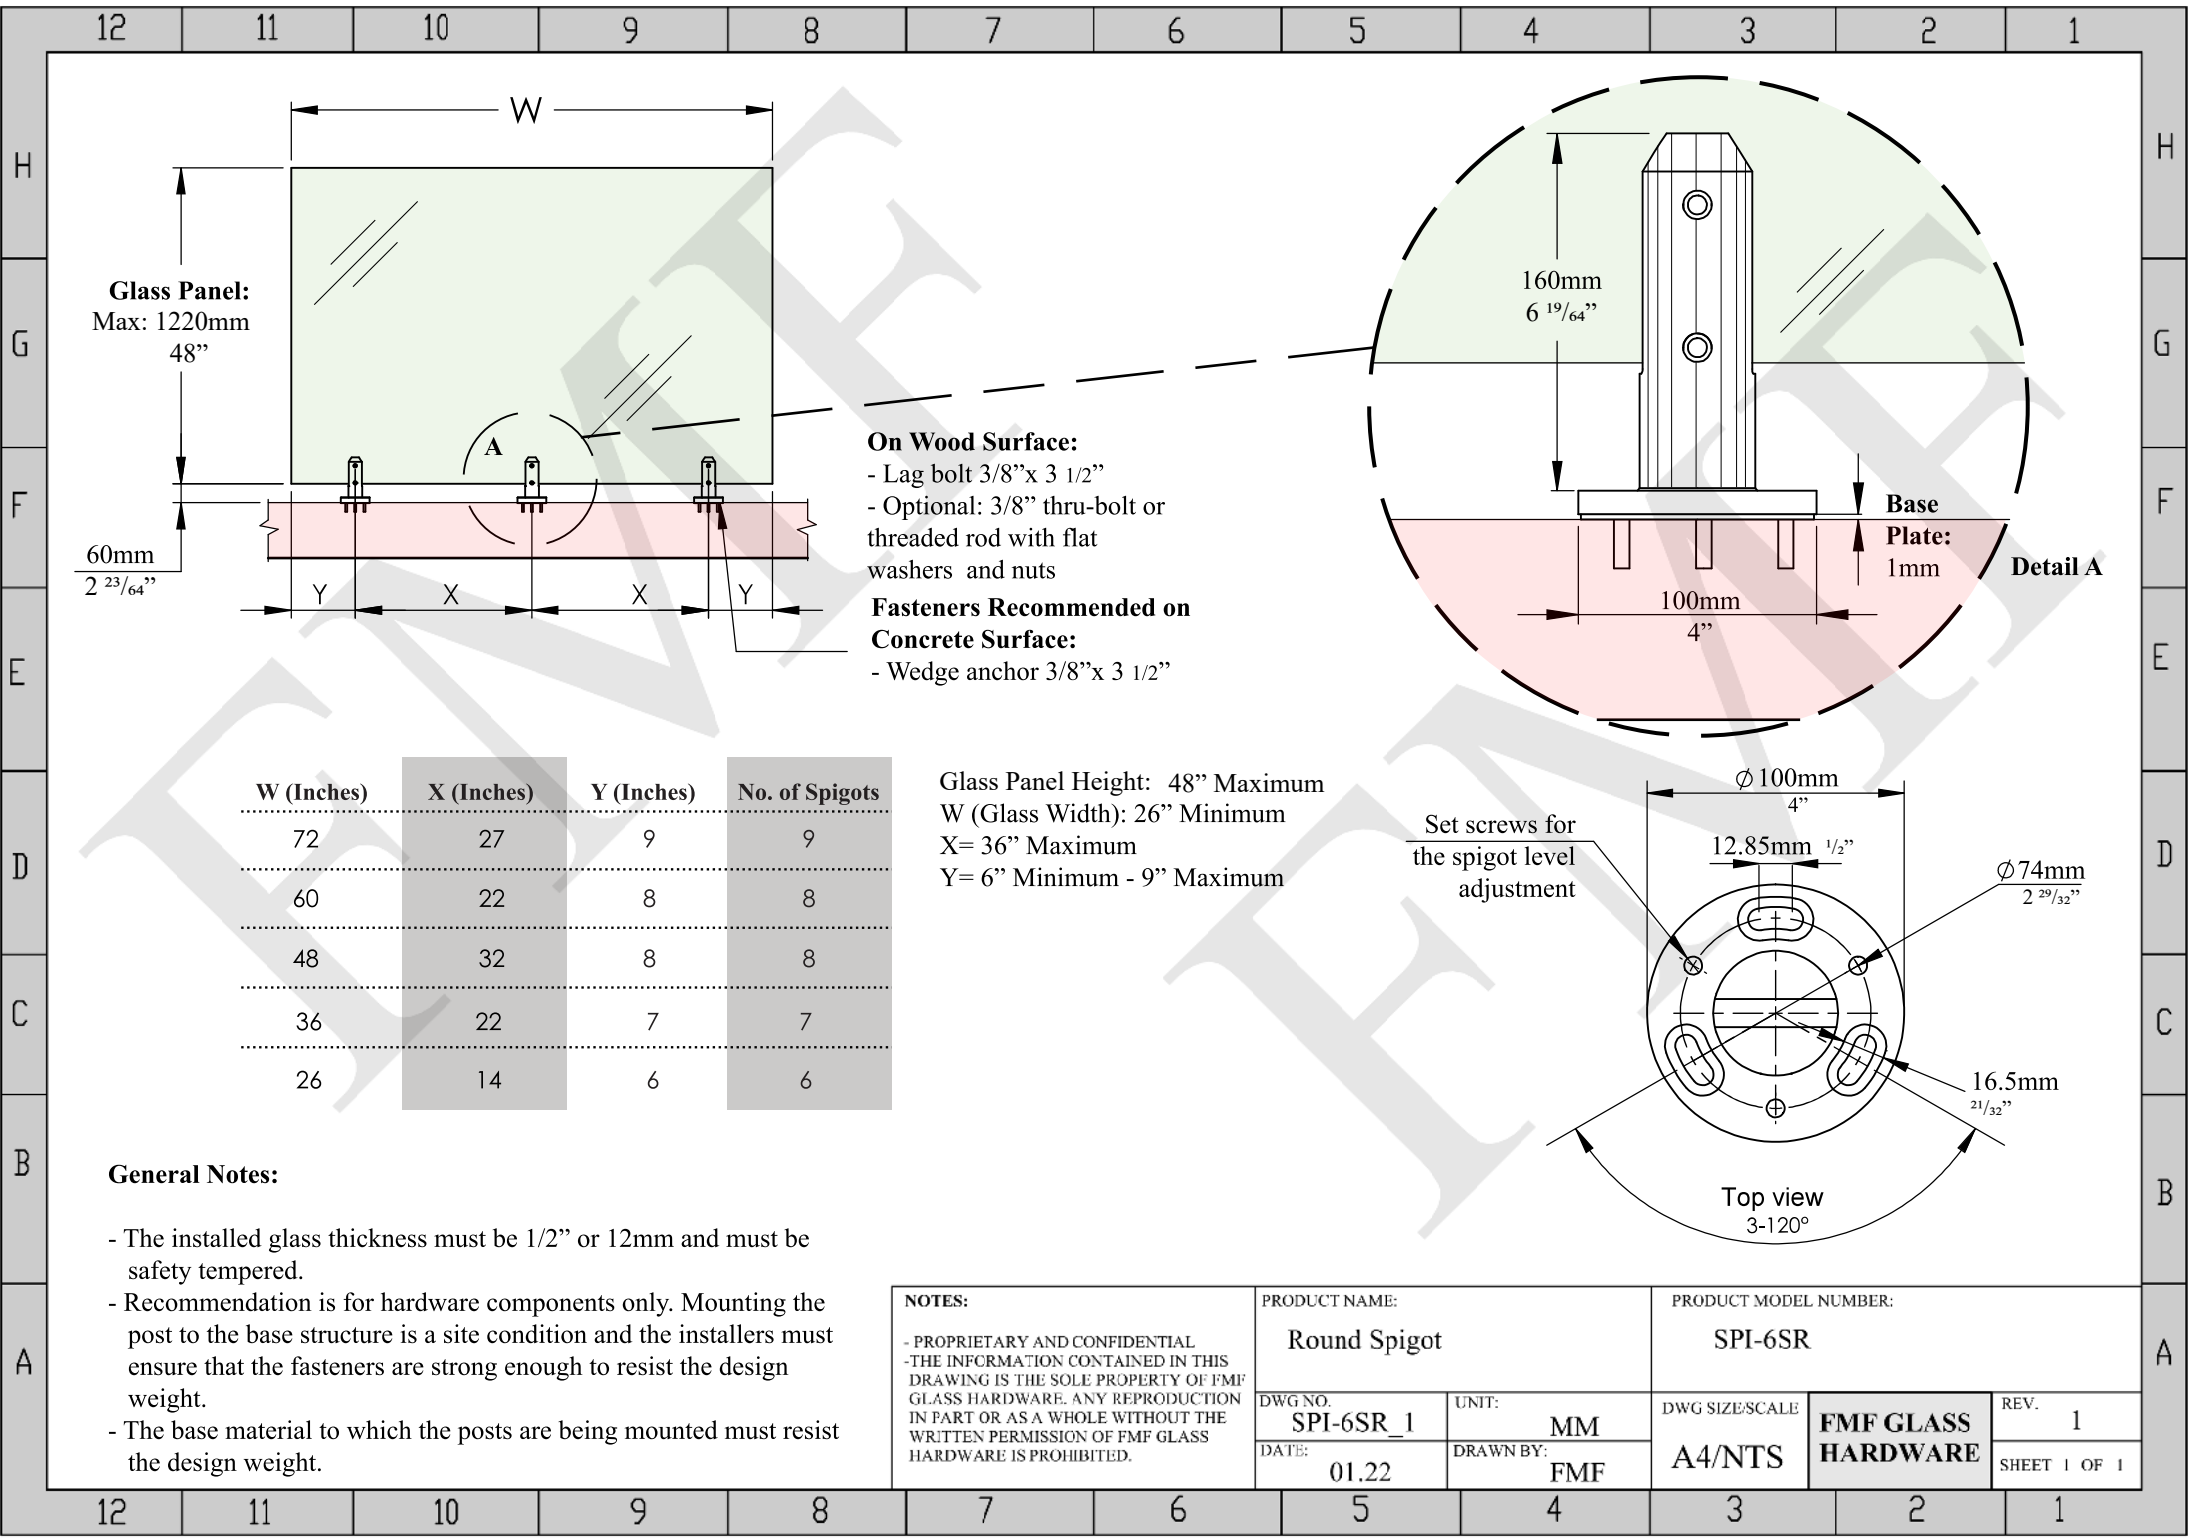 12 11 10 9 8 7 6 5 4 3 2 1
H
G
F
E
D
C
B
A
H
G
F
E
D
C
B
A
W
Glass Panel:
Max: 1220mm
48”
60mm
2 23/64”
A
Y X X Y
On Wood Surface:
- Lag bolt 3/8”x 3 1/2”
- Optional: 3/8” thru-bolt or
threaded rod with flat
washers and nuts
Fasteners Recommended on
Concrete Surface:
- Wedge anchor 3/8”x 3 1/2”
160mm
6 19/64”
Base
Plate:
1mm
Detail A
100mm
4”
W (Inches) X (Inches) Y (Inches) No. of Spigots
72 27 9 9
60 22 8 8
48 32 8 8
36 22 7 7
26 14 6 6
Glass Panel Height: 48” Maximum
W (Glass Width): 26” Minimum
X= 36” Maximum
Y= 6” Minimum - 9” Maximum
Set screws for
the spigot level
adjustment
∅100mm
4”
12.85mm 1/2”
∅74mm
2 29/32”
16.5mm
21/32”
Top view
3-120°
General Notes:
- The installed glass thickness must be 1/2” or 12mm and must be
safety tempered.
- Recommendation is for hardware components only. Mounting the
post to the base structure is a site condition and the installers must
ensure that the fasteners are strong enough to resist the design
weight.
- The base material to which the posts are being mounted must resist
the design weight.
NOTES:
- PROPRIETARY AND CONFIDENTIAL
-THE INFORMATION CONTAINED IN THIS
DRAWING IS THE SOLE PROPERTY OF FMF
GLASS HARDWARE. ANY REPRODUCTION
IN PART OR AS A WHOLE WITHOUT THE
WRITTEN PERMISSION OF FMF GLASS
HARDWARE IS PROHIBITED.
PRODUCT NAME:
Round Spigot
PRODUCT MODEL NUMBER:
SPI-6SR
DWG NO.
SPI-6SR_1
UNIT:
MM
DATE:
01.22
DRAWN BY:
FMF
DWG SIZE/SCALE
A4/NTS
FMF GLASS
HARDWARE
REV.
1
SHEET 1 OF 1
12 11 10 9 8 7 6 5 4 3 2 1
FMF
FMF